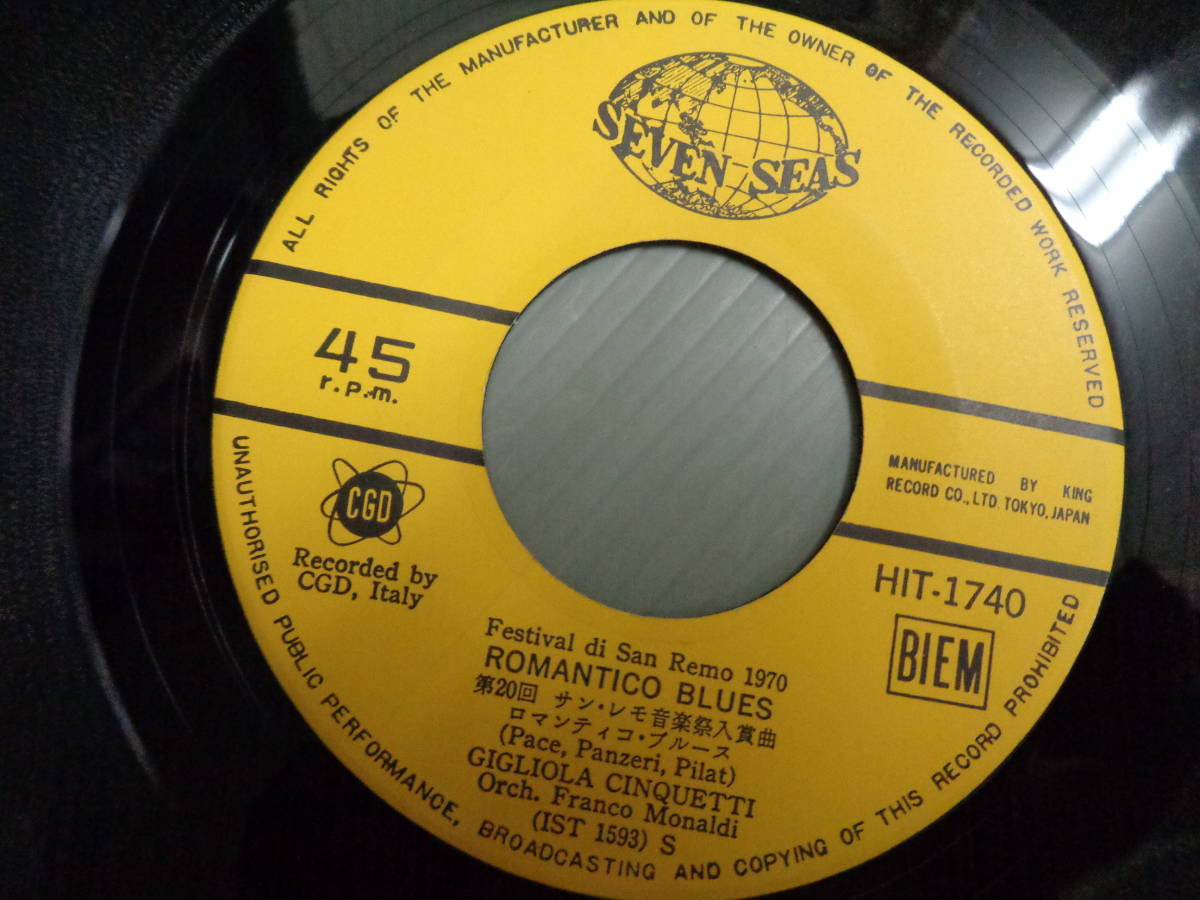 ALL RIGHTS OF THE MANUFACTURER AND OF THE OWNER OF THE RECORDED WORK RESERVED
SEVEN SEAS
45
r.p.m.
MANUFACTURED BY KING
RECORD CO., LTD. TOKYO, JAPAN
CGD
Recorded by
CGD, Italy
HIT-1740
BIEM
Festival di San Remo 1970
ROMANTICO BLUES
第20回 サン・レモ音楽祭入賞曲
ロマンティコ・ブルース
(Pace, Panzeri, Pilat)
GIGLIOLA CINQUETTI
Orch. Franco Monaldi
(IST 1593) S
UNAUTHORISED PUBLIC PERFORMANCE, BROADCASTING AND COPYING OF THIS RECORD PROHIBITED